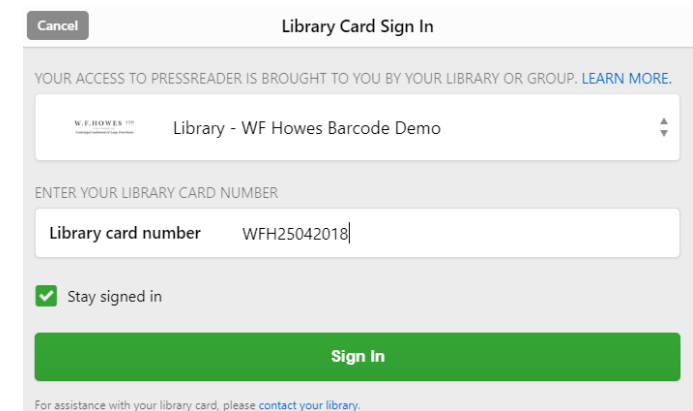 Cancel
Library Card Sign In
YOUR ACCESS TO PRESSREADER IS BROUGHT TO YOU BY YOUR LIBRARY OR GROUP. LEARN MORE.
W.F.HOWES LTD
Library - WF Howes Barcode Demo
ENTER YOUR LIBRARY CARD NUMBER
Library card number WFH25042018
Stay signed in
Sign In
For assistance with your library card, please contact your library.